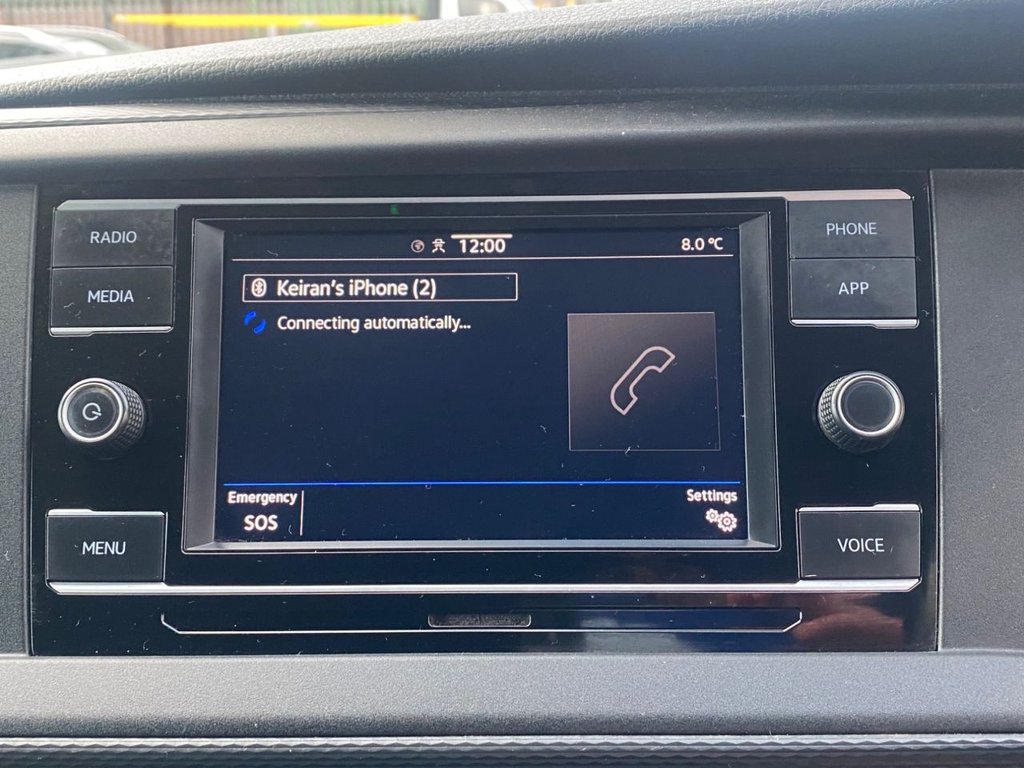 RADIO
MEDIA
MENU
12:00
8.0 °C
Keiran's iPhone (2)
Connecting automatically...
Emergency
SOS
Settings
PHONE
APP
VOICE